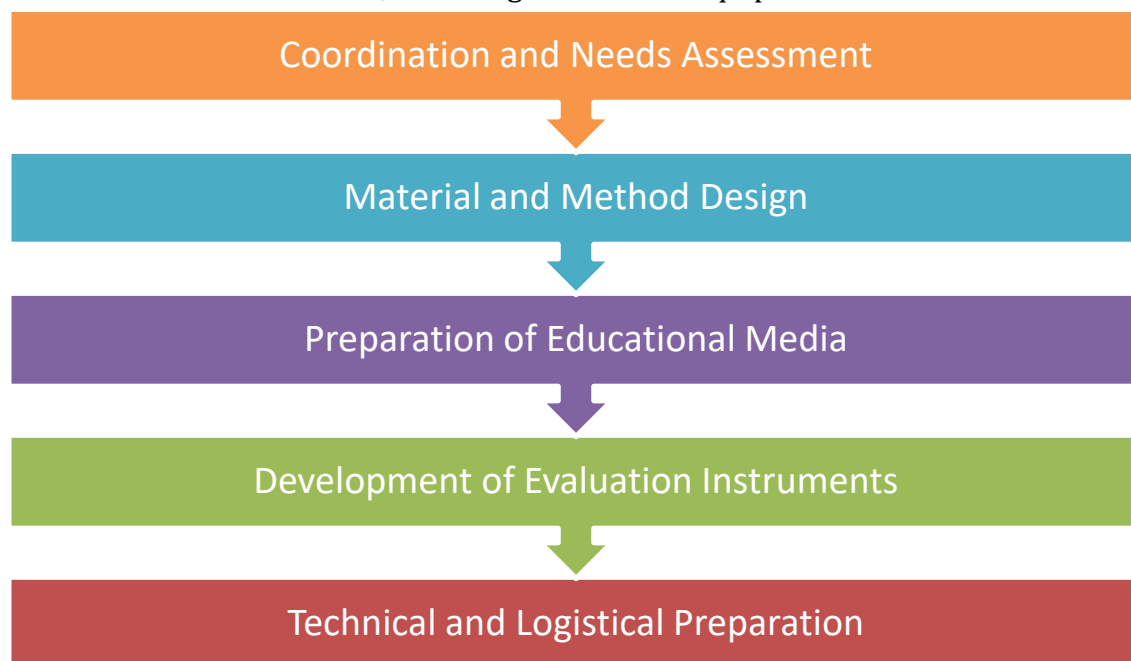 Coordination and Needs Assessment
Material and Method Design
Preparation of Educational Media
Development of Evaluation Instruments
Technical and Logistical Preparation